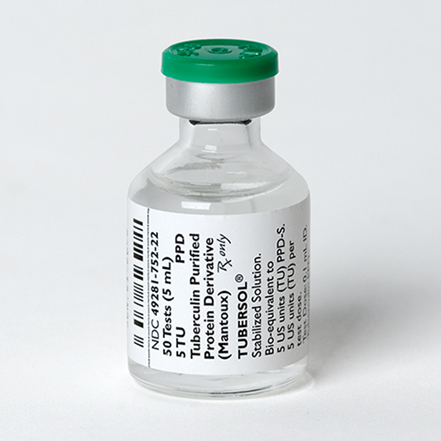 NDC 49281-752-22
50 Tests (5 mL)
5 TU PPD
Tuberculin Purified
Protein Derivative
(Mantoux) Rx only
TUBERSOL®
Stabilized Solution.
Bio-equivalent to
5 US units (TU) PPD-S.
5 US units (TU) per
test dose.
Test Dose: 0.1 mL ID.